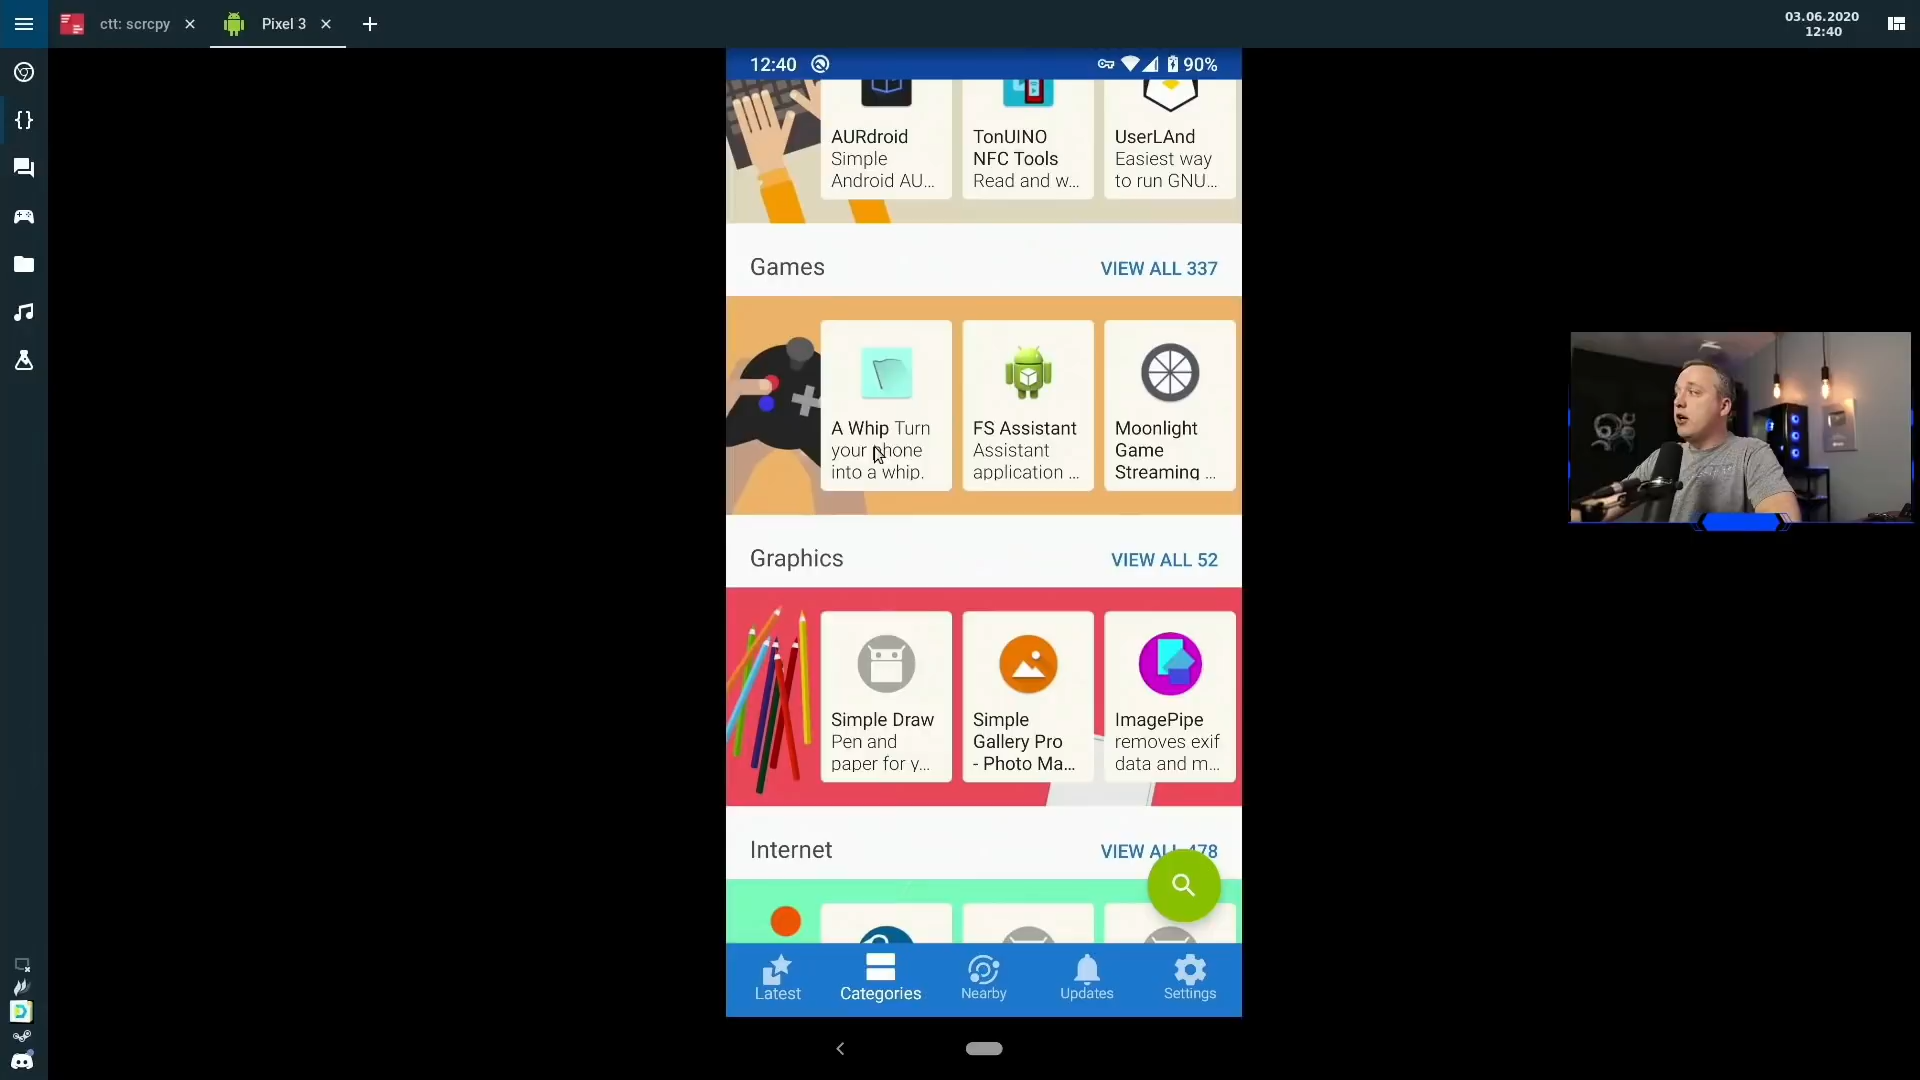 ctt: scrcpy
Pixel 3
03.06.2020
12:40
12:40
90%
AURdroid
Simple
Android AU...
TonUINO
NFC Tools
Read and w...
UserLAnd
Easiest way
to run GNU...
Games
VIEW ALL 337
A Whip Turn
your phone
into a whip.
FS Assistant
Assistant
application ...
Moonlight
Game
Streaming ...
Graphics
VIEW ALL 52
Simple Draw
Pen and
paper for y...
Simple
Gallery Pro
- Photo Ma...
ImagePipe
removes exif
data and m...
Internet
VIEW ALL 478
Latest
Categories
Nearby
Updates
Settings